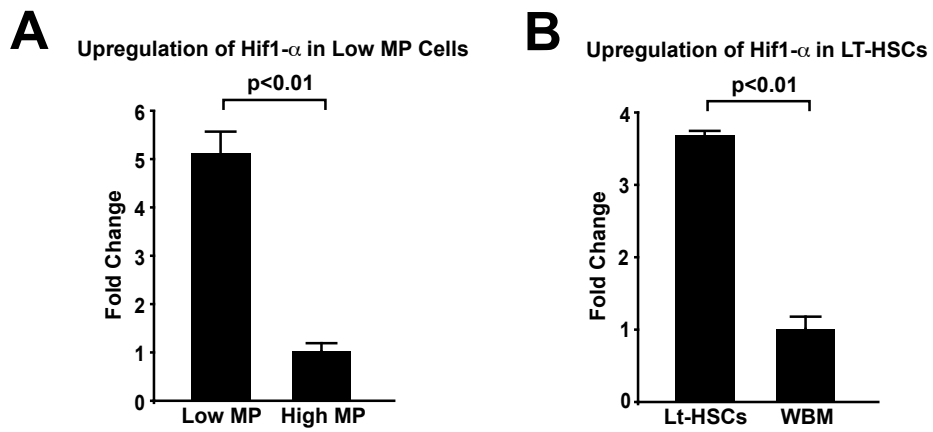 A
Upregulation of Hif1-α in Low MP Cells
p<0.01
6
5
4
3
2
1
0
Fold Change
Low MP High MP
B
Upregulation of Hif1-α in LT-HSCs
p<0.01
4
3
2
1
0
Fold Change
Lt-HSCs WBM